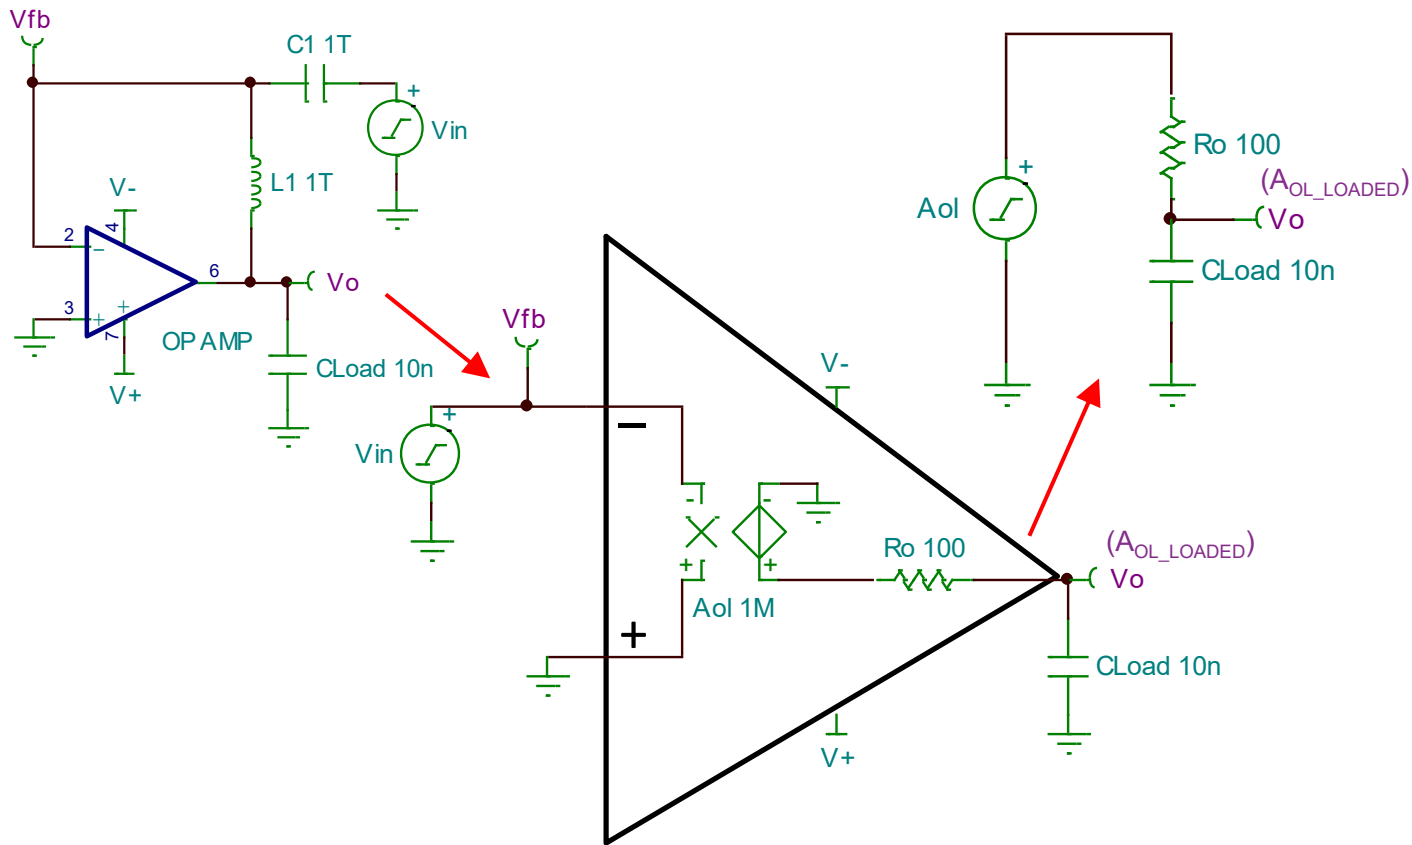 Vfb
C1 1T
+
Vin
L1 1T
V-
4
2
-
6
Vo
3
+
+
7
OPAMP
CLoad 10n
V+
Vfb
+
Vin
−
+
V-
-
+
-
+
Aol 1M
Ro 100
(AOL_LOADED)
Vo
CLoad 10n
V+
+
Aol
Ro 100
(AOL_LOADED)
Vo
CLoad 10n